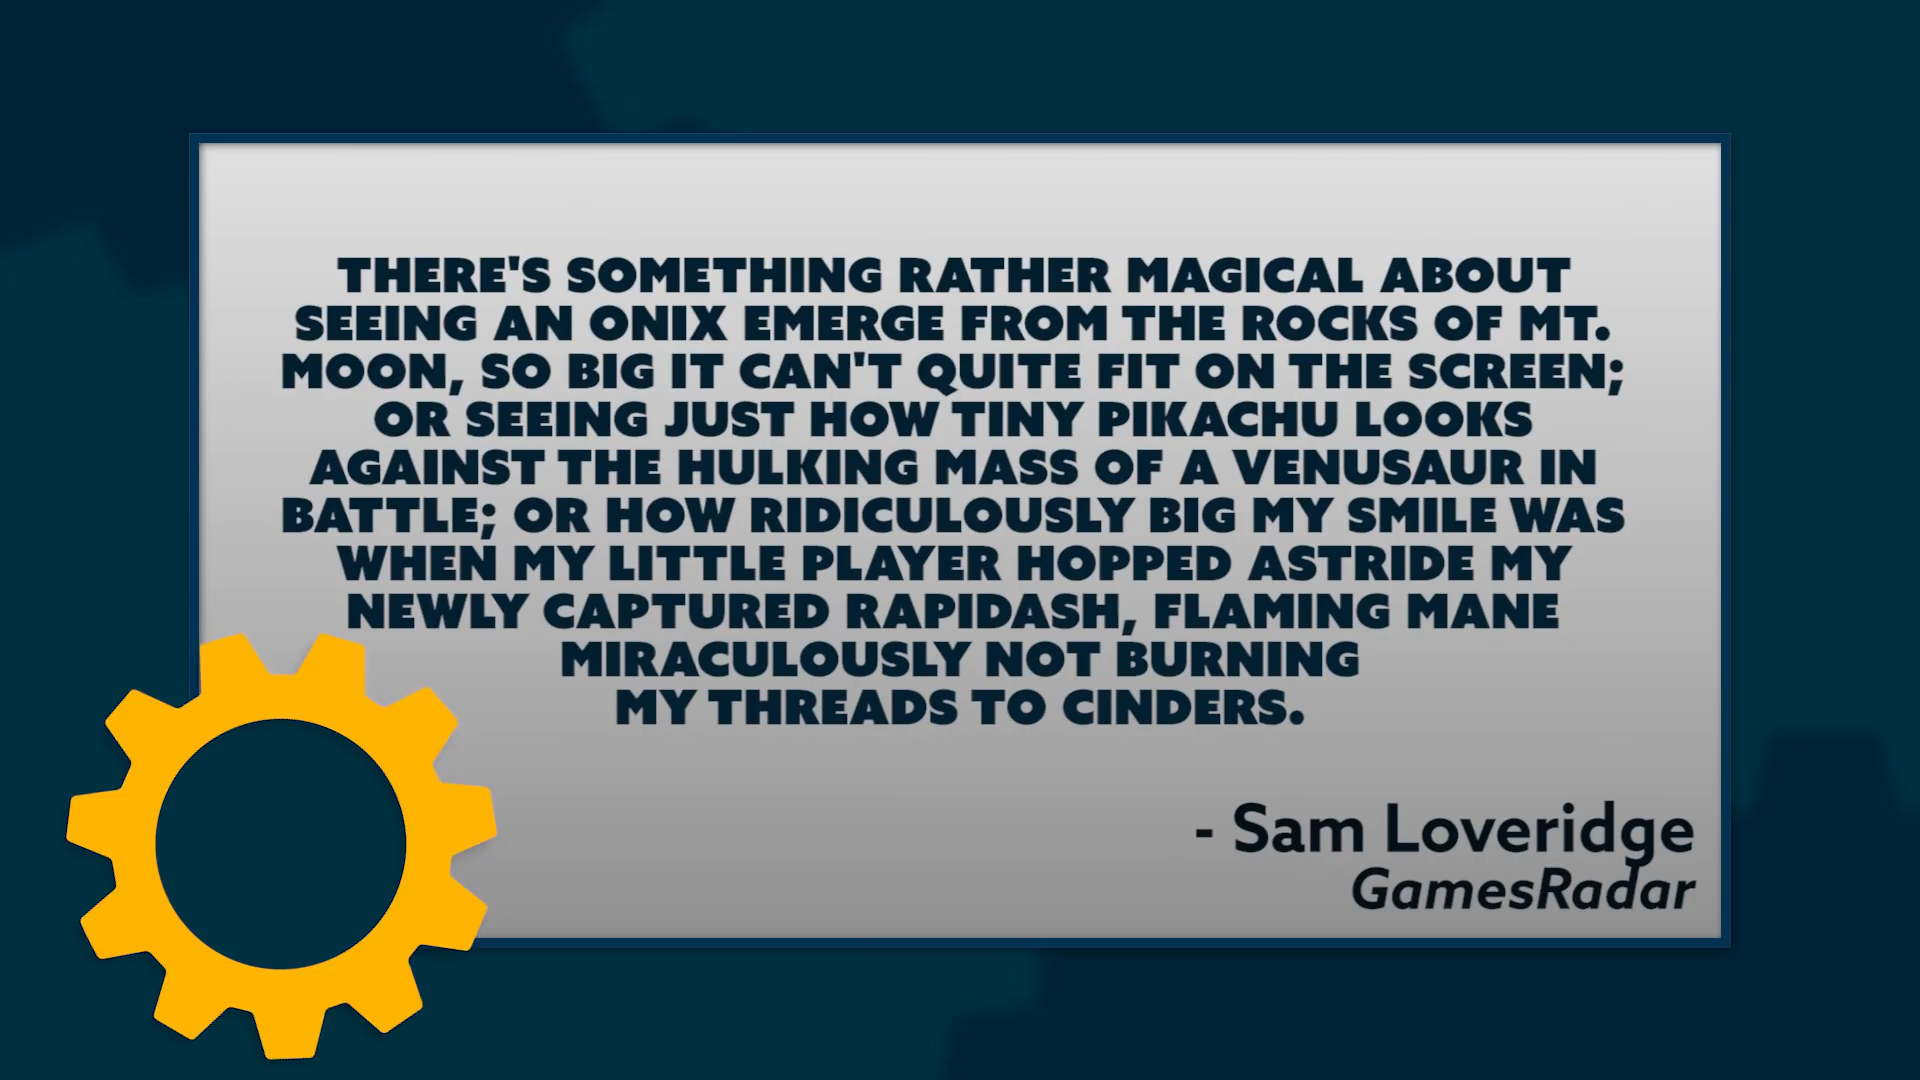 THERE'S SOMETHING RATHER MAGICAL ABOUT
SEEING AN ONIX EMERGE FROM THE ROCKS OF MT.
MOON, SO BIG IT CAN'T QUITE FIT ON THE SCREEN;
OR SEEING JUST HOW TINY PIKACHU LOOKS
AGAINST THE HULKING MASS OF A VENUSAUR IN
BATTLE; OR HOW RIDICULOUSLY BIG MY SMILE WAS
WHEN MY LITTLE PLAYER HOPPED ASTRIDE MY
NEWLY CAPTURED RAPIDASH, FLAMING MANE
MIRACULOUSLY NOT BURNING
MY THREADS TO CINDERS.
- Sam Loveridge
GamesRadar